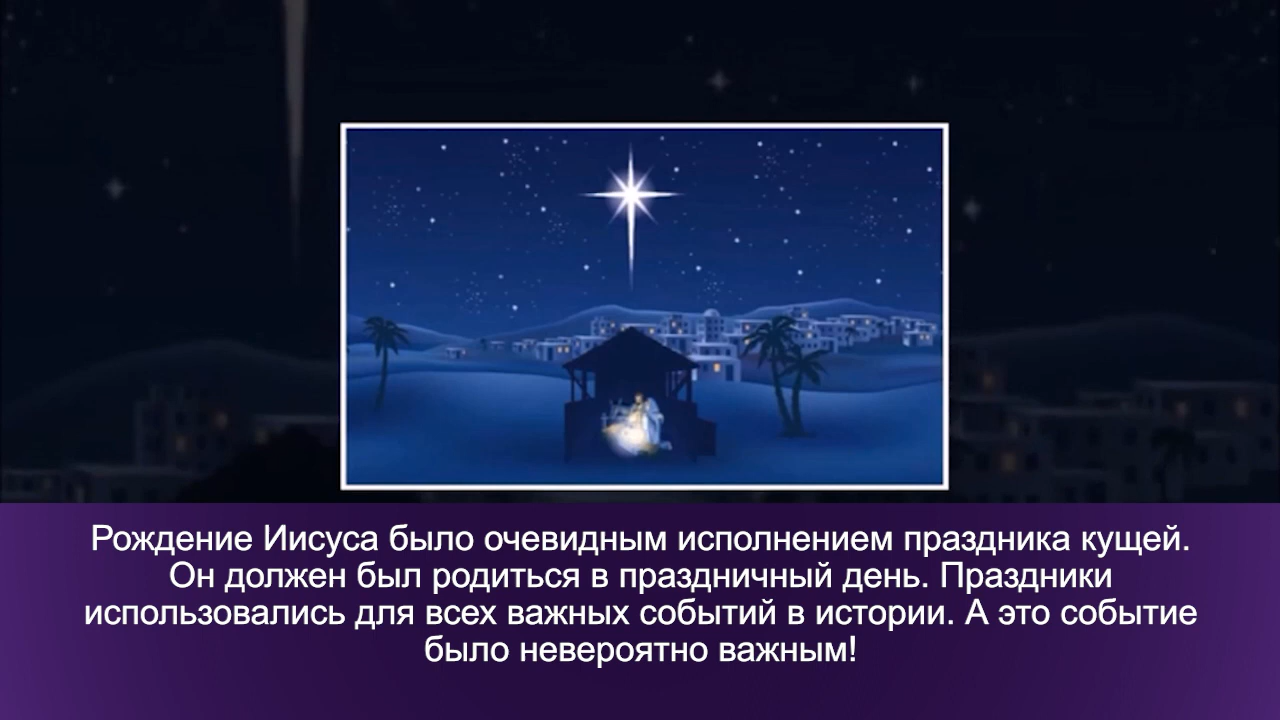 Рождение Иисуса было очевидным исполнением праздника кущей.
Он должен был родиться в праздничный день. Праздники
использовались для всех важных событий в истории. А это событие
было невероятно важным!